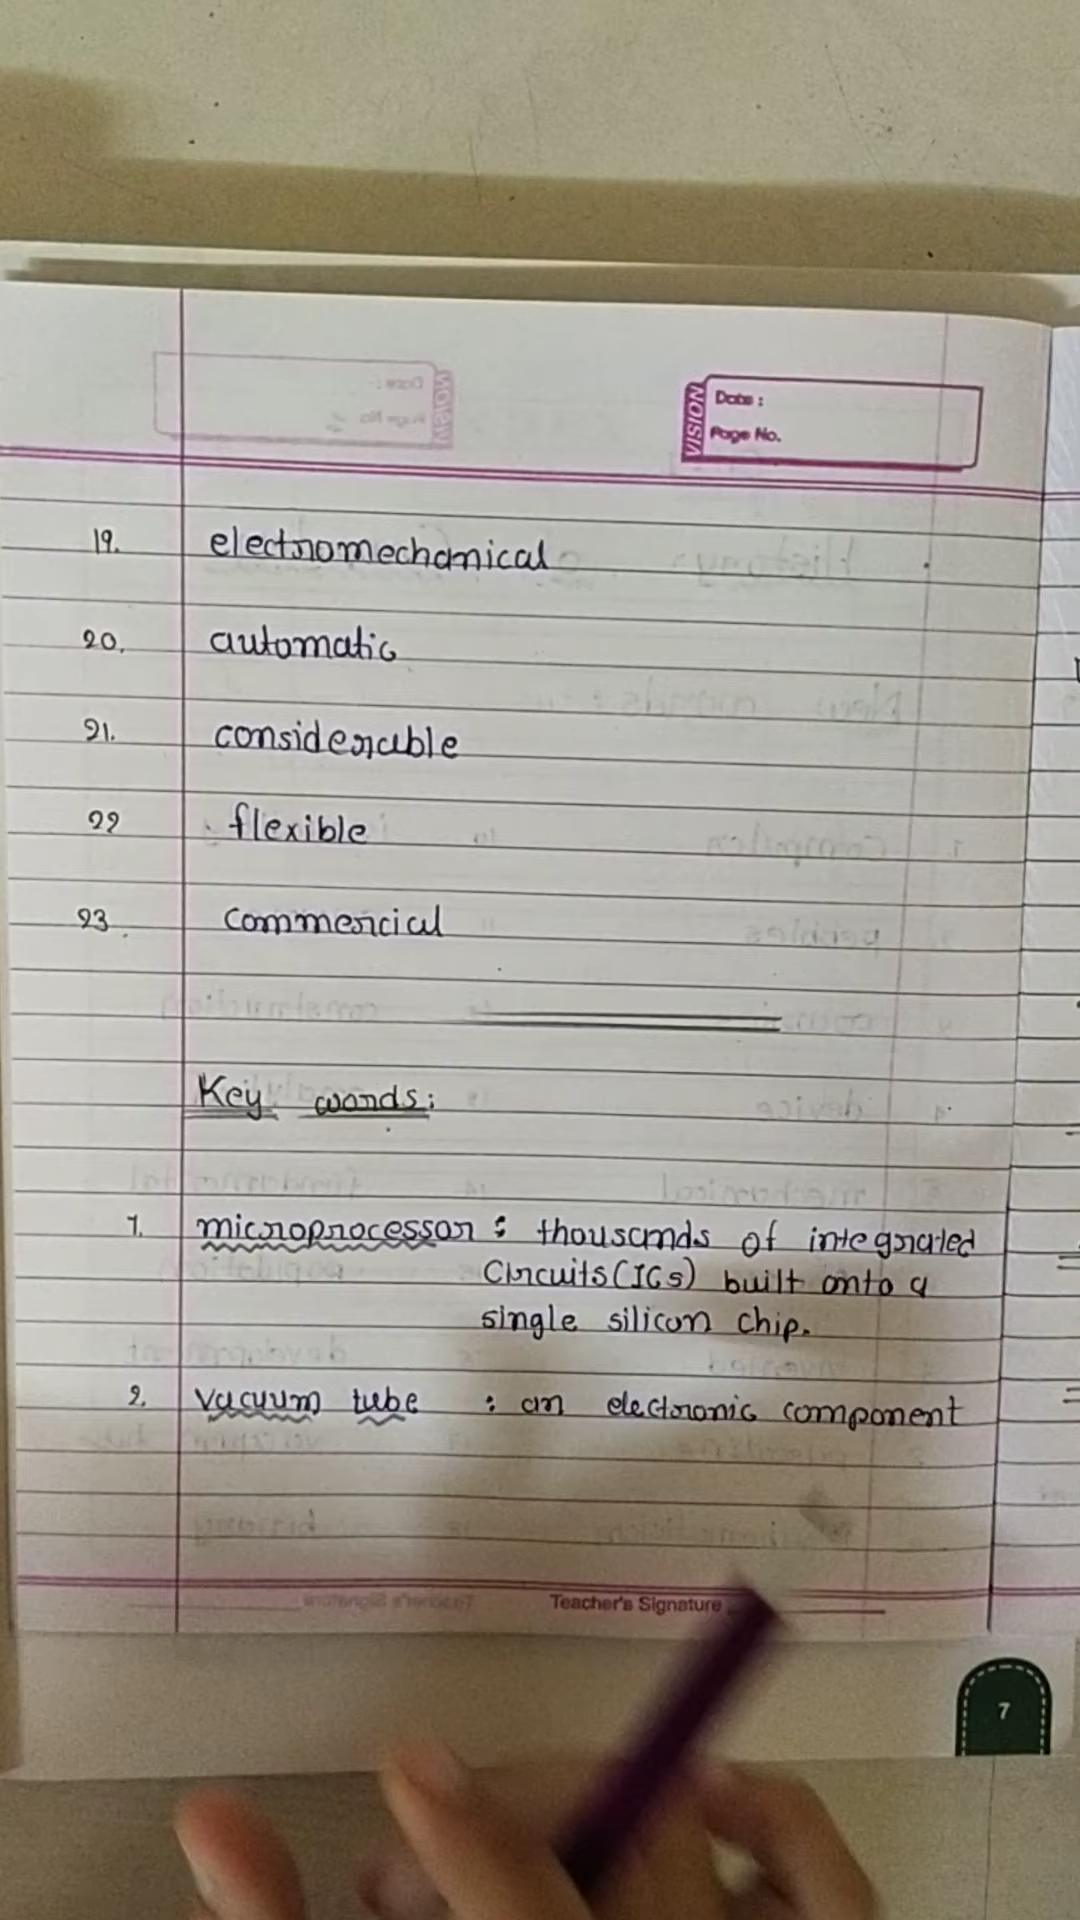 VISION
Date :
Page No.
19. electromechanical
20. automatic
21. considerable
22 flexible
23. commercial
Key words:
1. microprocessor : thousands of integrated
Circuits (ICs) built onto a
single silicon chip.
2. vacuum tube : an electronic component
Teacher's Signature
7